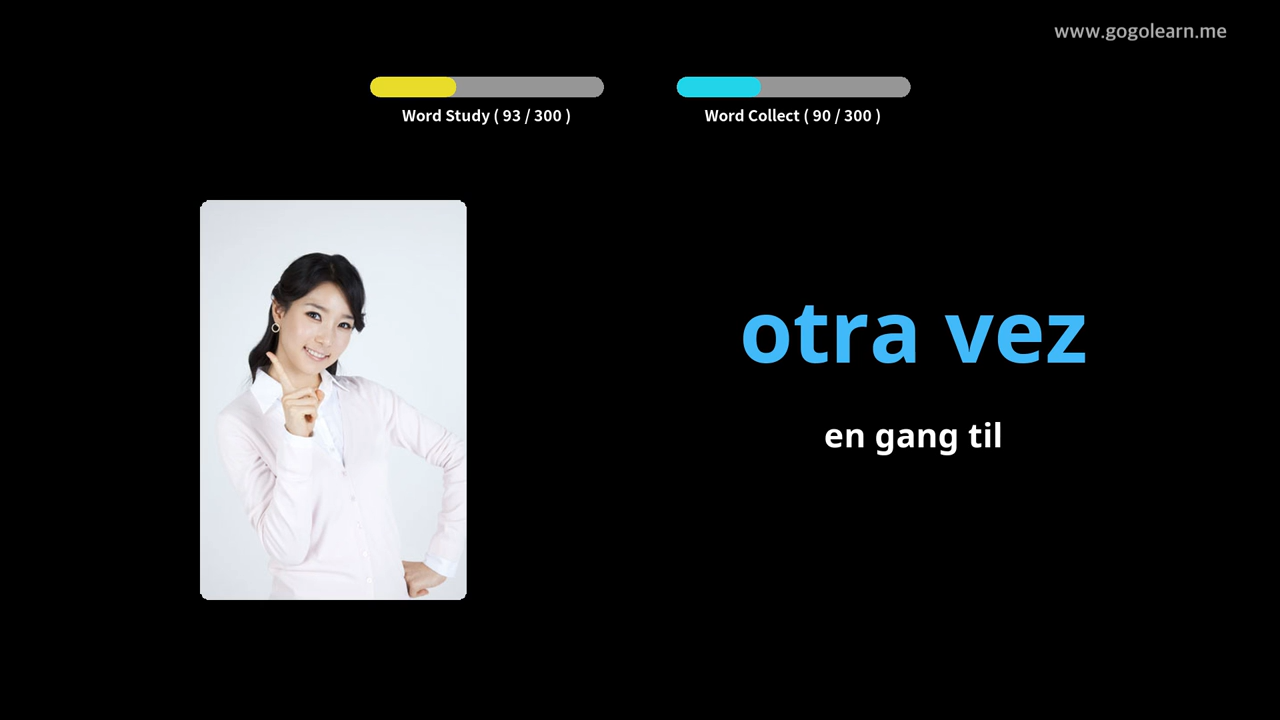 www.gogolearn.me
Word Study ( 93 / 300 )
Word Collect ( 90 / 300 )
otra vez
en gang til